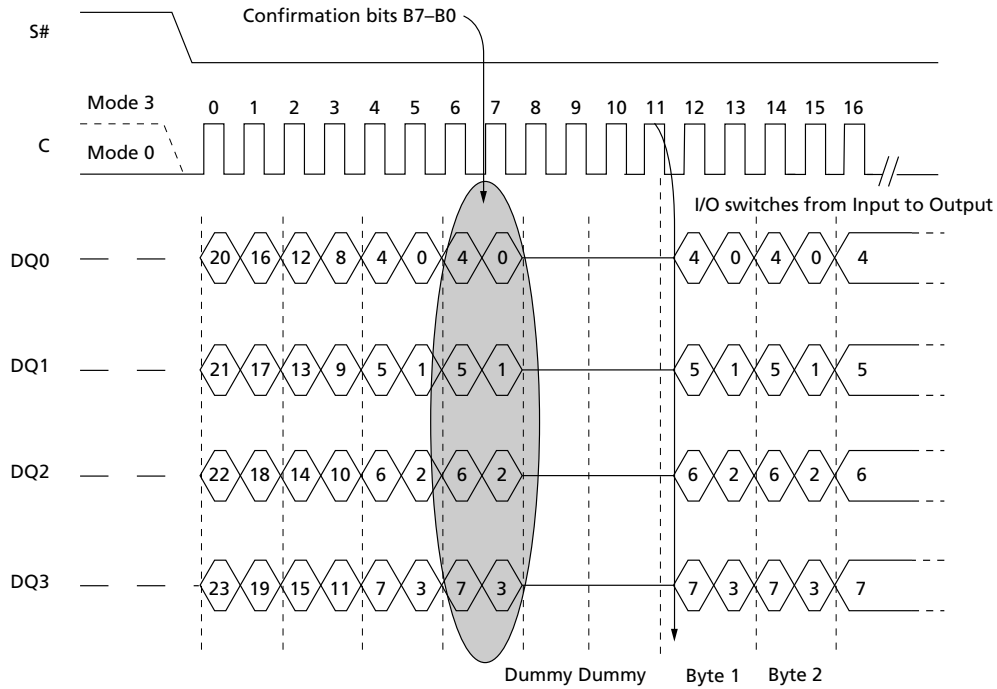 Confirmation bits B7–B0
S#
Mode 3
0 1 2 3 4 5 6 7 8 9 10 11 12 13 14 15 16
C
Mode 0
I/O switches from Input to Output
DQ0 20 16 12 8 4 0 4 0 4 0 4 0 4
DQ1 21 17 13 9 5 1 5 1 5 1 5 1 5
DQ2 22 18 14 10 6 2 6 2 6 2 6 2 6
DQ3 23 19 15 11 7 3 7 3 7 3 7 3 7
Dummy Dummy Byte 1 Byte 2